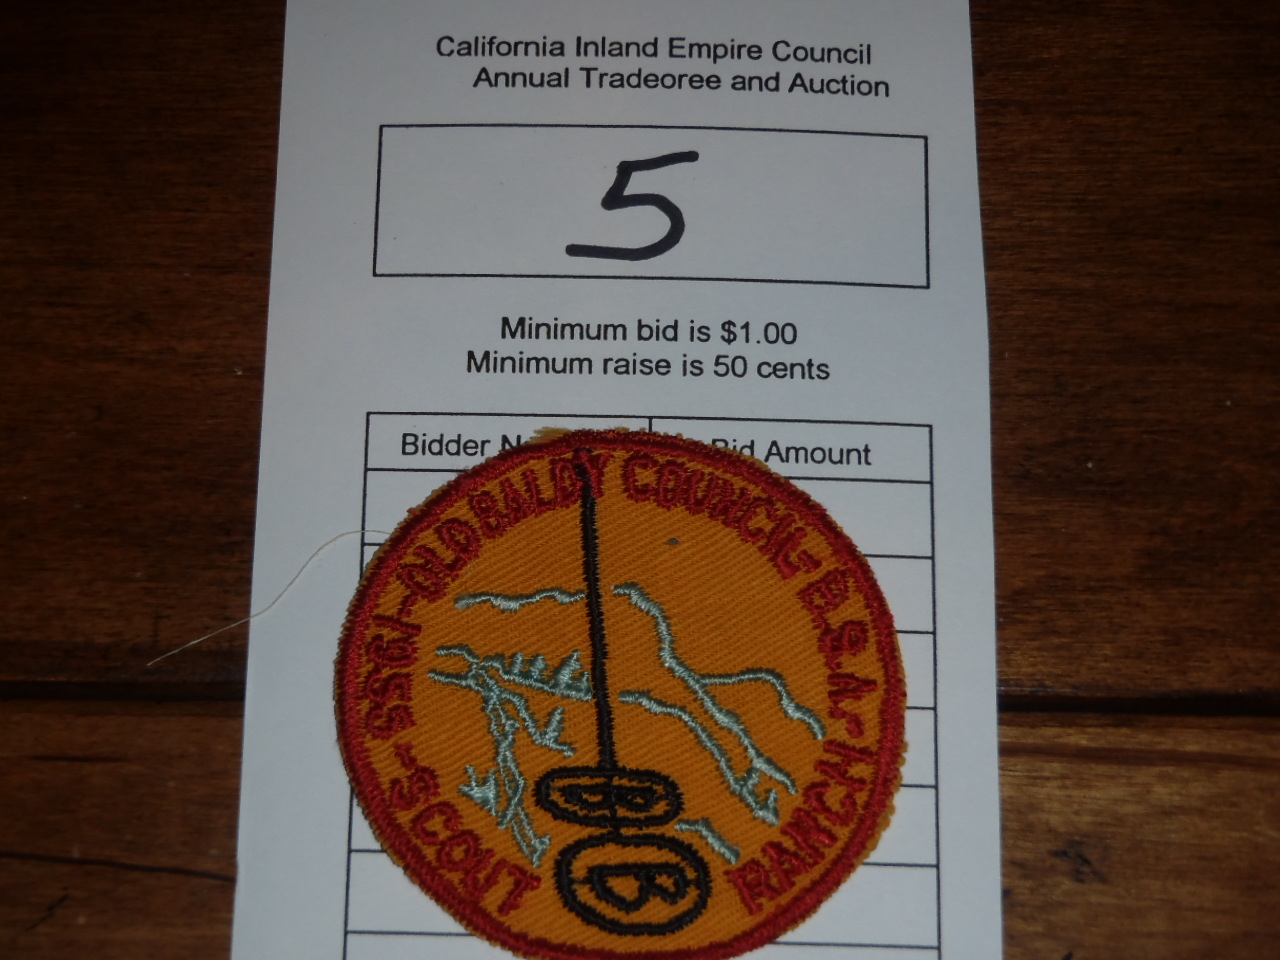 California Inland Empire Council
Annual Tradeoree and Auction
5
Minimum bid is $1.00
Minimum raise is 50 cents
Bidder Bid Amount
OLD BALDY COUNCIL-B.S.A.-
-SCOUT RANCH
B
B